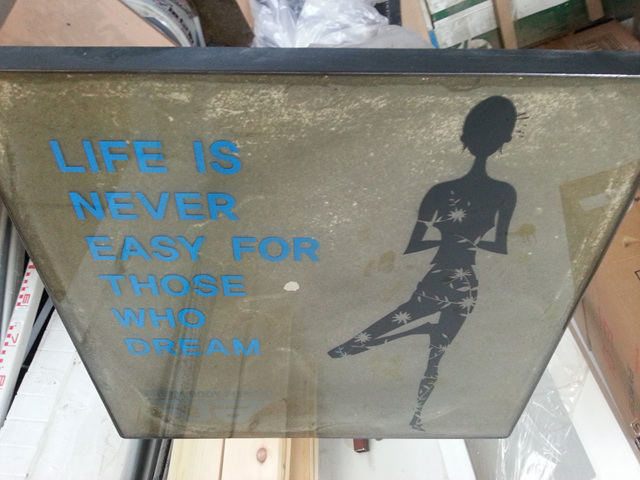 LIFE IS
NEVER
EASY FOR
THOSE
WHO
DREAM